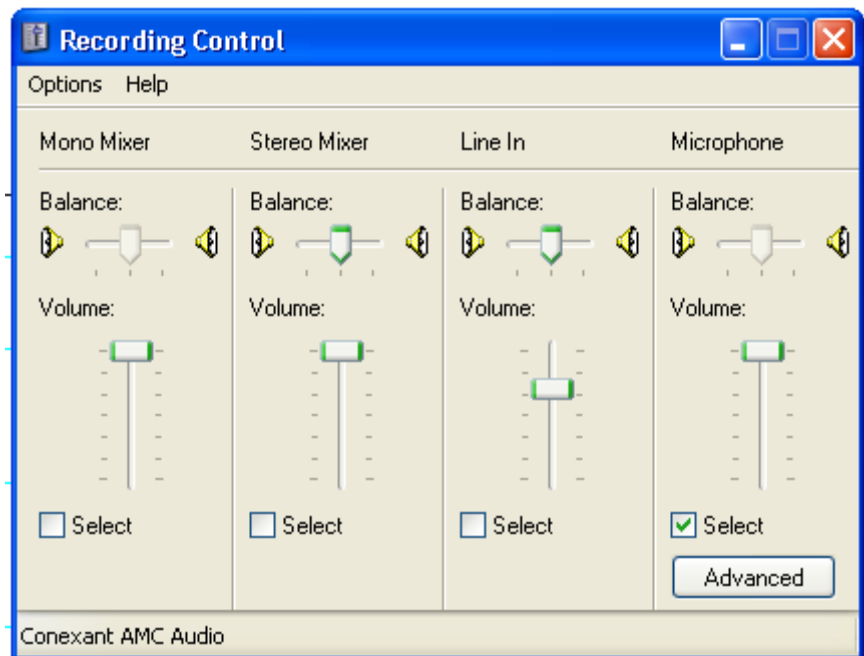 Recording Control
Options Help
Mono Mixer Stereo Mixer Line In Microphone
Balance: Balance: Balance: Balance:
Volume: Volume: Volume: Volume:
Select Select Select Select
Advanced
Conexant AMC Audio